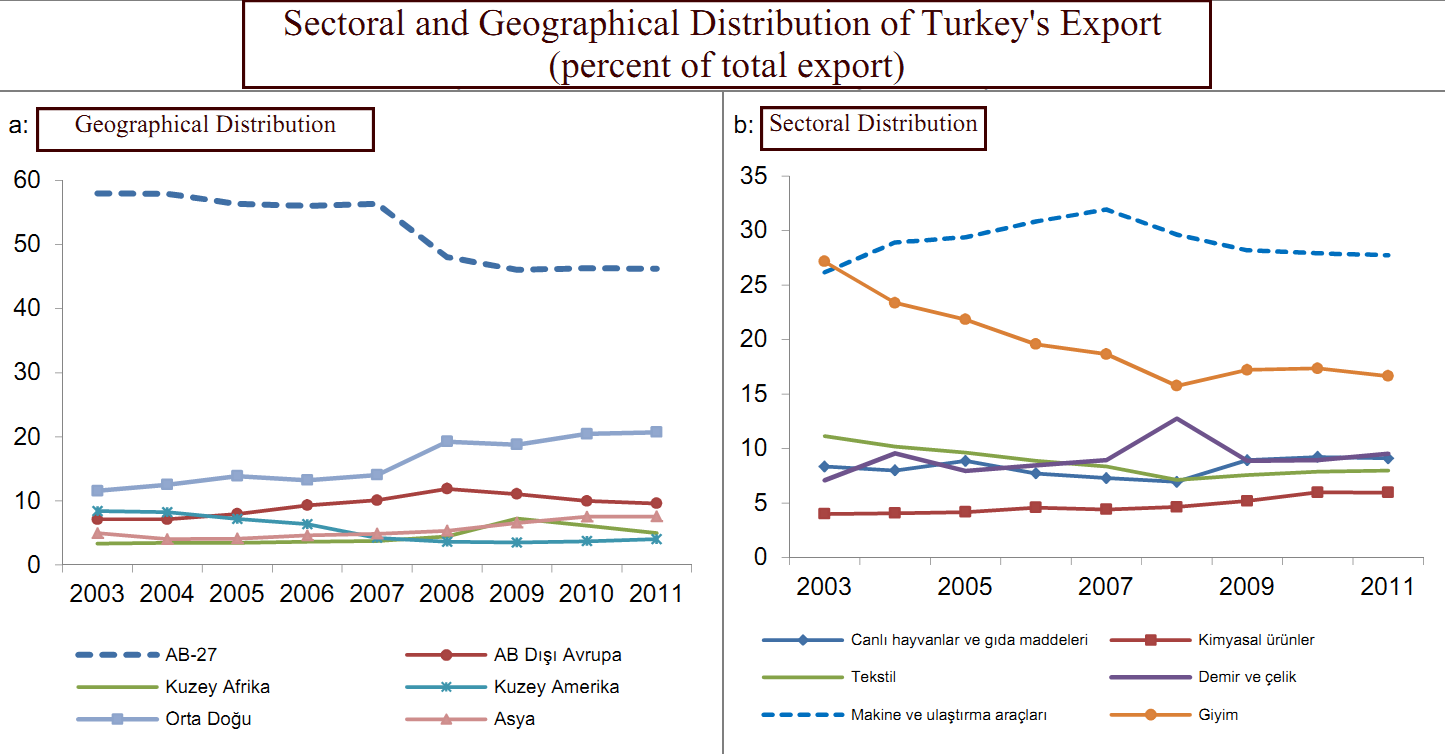 Sectoral and Geographical Distribution of Turkey's Export
(percent of total export)
a: Geographical Distribution
60
50
40
30
20
10
0
2003 2004 2005 2006 2007 2008 2009 2010 2011
AB-27
AB Dışı Avrupa
Kuzey Afrika
Kuzey Amerika
Orta Doğu
Asya
b: Sectoral Distribution
35
30
25
20
15
10
5
0
2003 2005 2007 2009 2011
Canlı hayvanlar ve gıda maddeleri
Kimyasal ürünler
Tekstil
Demir ve çelik
Makine ve ulaştırma araçları
Giyim